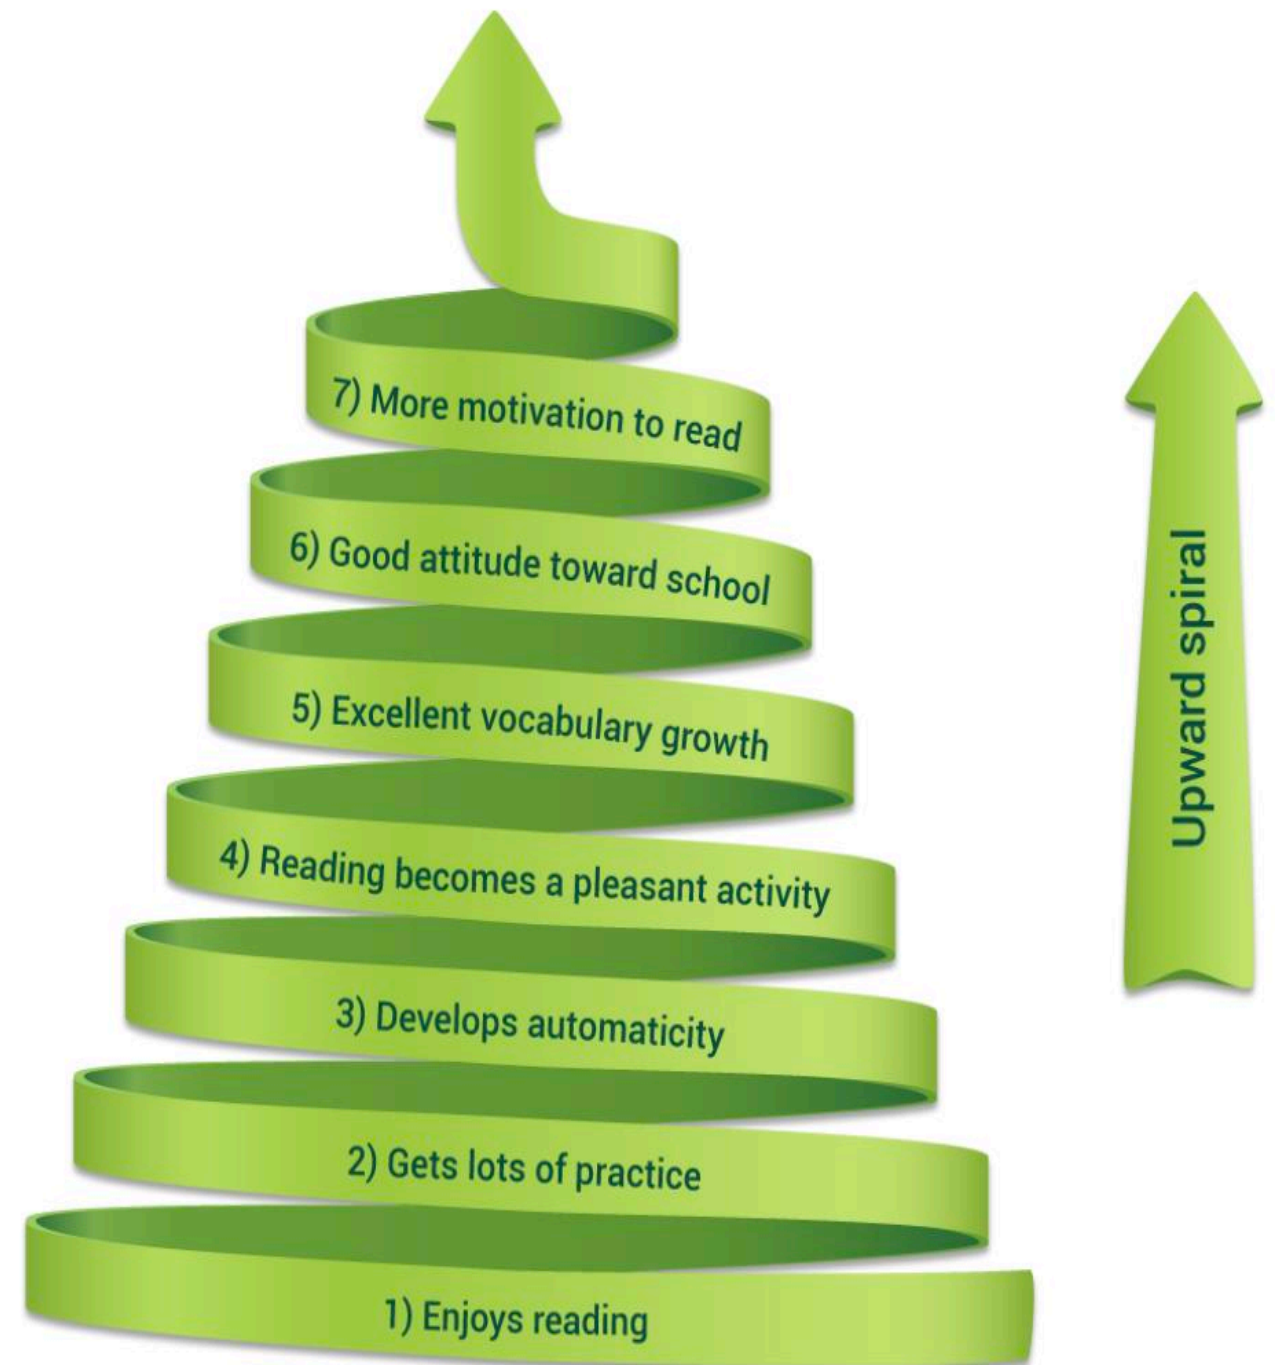 7) More motivation to read
6) Good attitude toward school
5) Excellent vocabulary growth
4) Reading becomes a pleasant activity
3) Develops automaticity
2) Gets lots of practice
1) Enjoys reading
Upward spiral